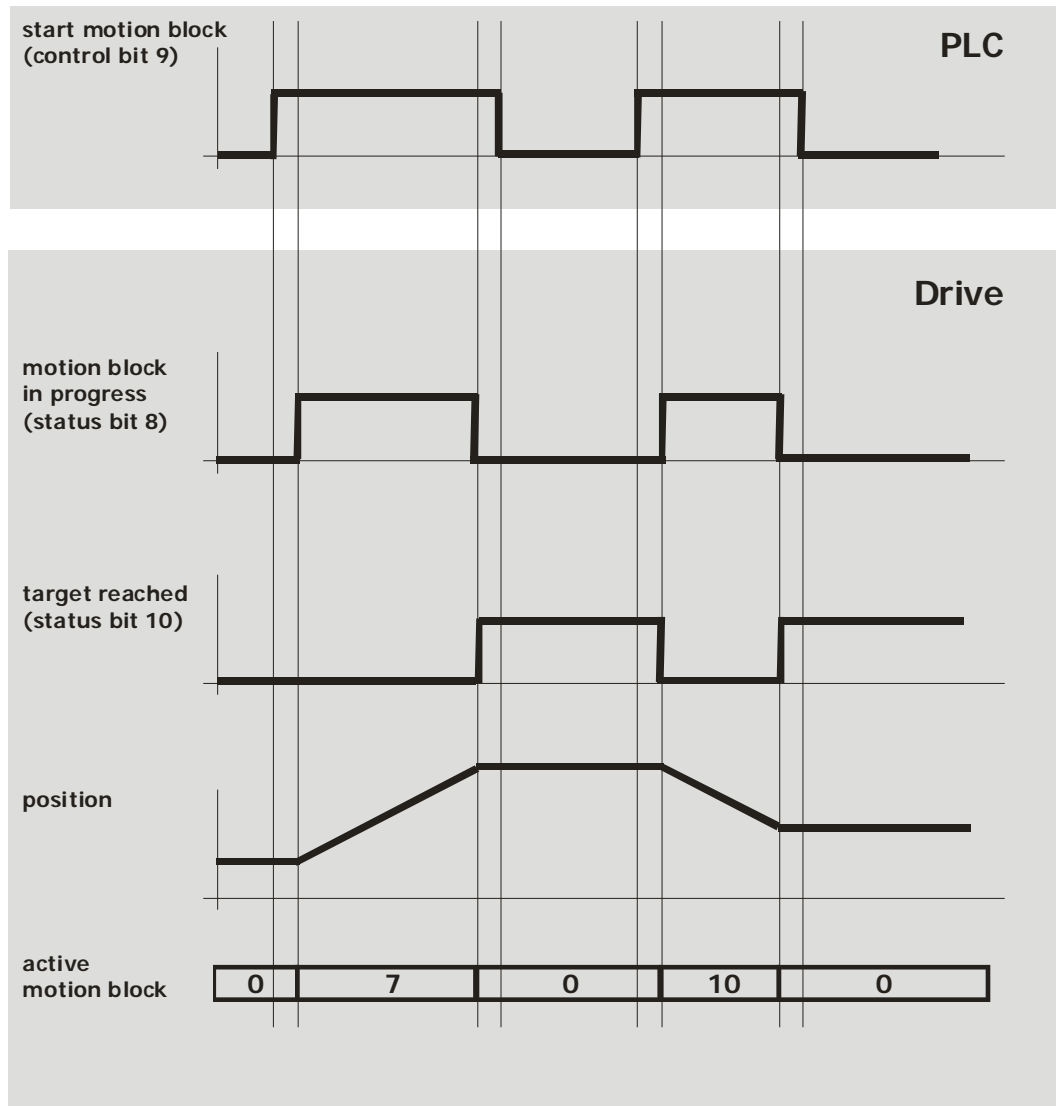 start motion block
(control bit 9)
PLC
Drive
motion block
in progress
(status bit 8)
target reached
(status bit 10)
position
active
motion block
0 7 0 10 0